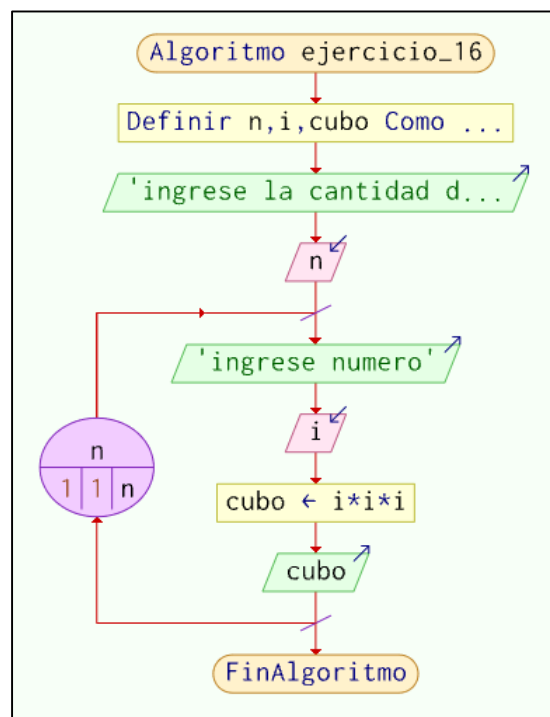 Algoritmo ejercicio_16
Definir n,i,cubo Como ...
'ingrese la cantidad d...
n
'ingrese numero'
i
n
1 1 n
cubo ← i*i*i
cubo
FinAlgoritmo